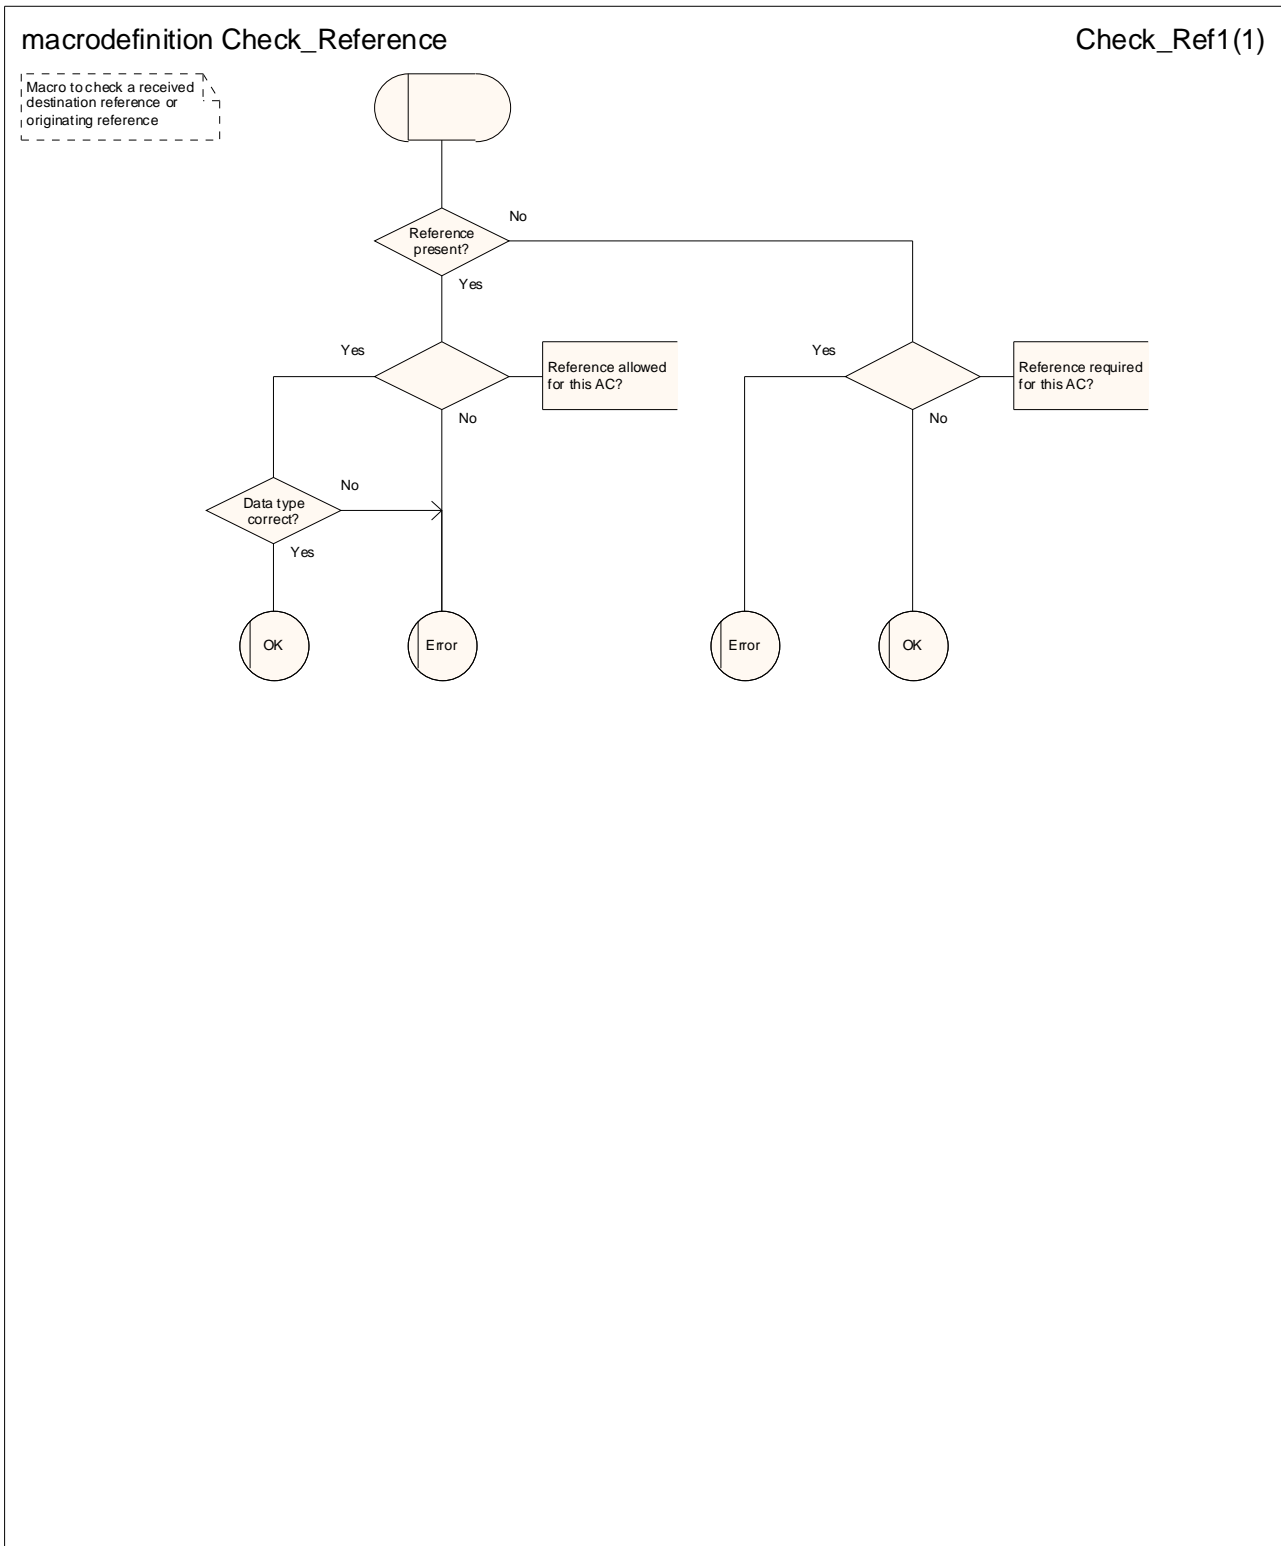 macrodefinition Check_Reference
Check_Ref1(1)
Macro to check a received
destination reference or
originating reference
Reference
present?
No
Yes
Yes
Reference allowed
for this AC?
No
Yes
Reference required
for this AC?
No
Data type
correct?
No
Yes
OK
Error
Error
OK